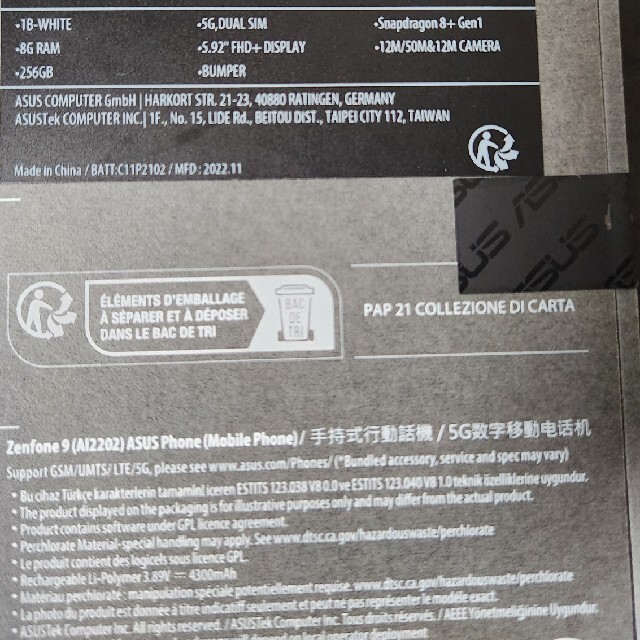 •1B-WHITE •5G,DUAL SIM •Snapdragon 8+ Gen1
•8G RAM •5.92" FHD+ DISPLAY •12M/50M&12M CAMERA
•256GB •BUMPER
ASUS COMPUTER GmbH | HARKORT STR. 21-23, 40880 RATINGEN, GERMANY
ASUSTek COMPUTER INC.| 1F., No. 15, LIDE Rd., BEITOU DIST., TAIPEI CITY 112, TAIWAN
Made in China / BATT:C11P2102 / MFD : 2022.11
ASUS ASUS
ÉLÉMENTS D'EMBALLAGE
À SÉPARER ET À DÉPOSER
DANS LE BAC DE TRI
BAC
DE
TRI
PAP 21 COLLEZIONE DI CARTA
Zenfone 9 (AI2202) ASUS Phone (Mobile Phone)/ 手持式行動話機 / 5G数字移動电话机
Support GSM/UMTS/ LTE/5G, please see www.asus.com/Phones/ (*Bundled accessory, service and spec may vary)
• Bu cihaz Türkçe karakterlerin tamamini iceren ESTITS 123.038 V8.0 ve ESTITS 123.040 V8 1.0 teknik özelliklerine uygundur.
• The product displayed on the packaging is for illustrative purposes only and may differ from the actual product.
• Product contains software under GPL licence agreement.
• Perchlorate Material-special handling may apply. See www.dtsc.ca.gov/hazardouswaste/perchlorate
• Le produit contient des logiciels sous licence GPL.
• Rechargeable Li-Polymer 3.89V ⎓ 4300mAh
• Matériau perchlorate : manipulation spéciale potentiellement requise. www.dtsc.ca.gov/hazardouswaste/perchlorate
• La photo du produit est donnée à titre indicatif seulement et peut ne pas représenter le modèle exact.
• ASUSTek Computer Inc. All rights reserved. / ASUSTek Computer Inc. Tous droits réservés. / AEEE Yönetmeliğinine Uygundur.
depending on local operator deployment